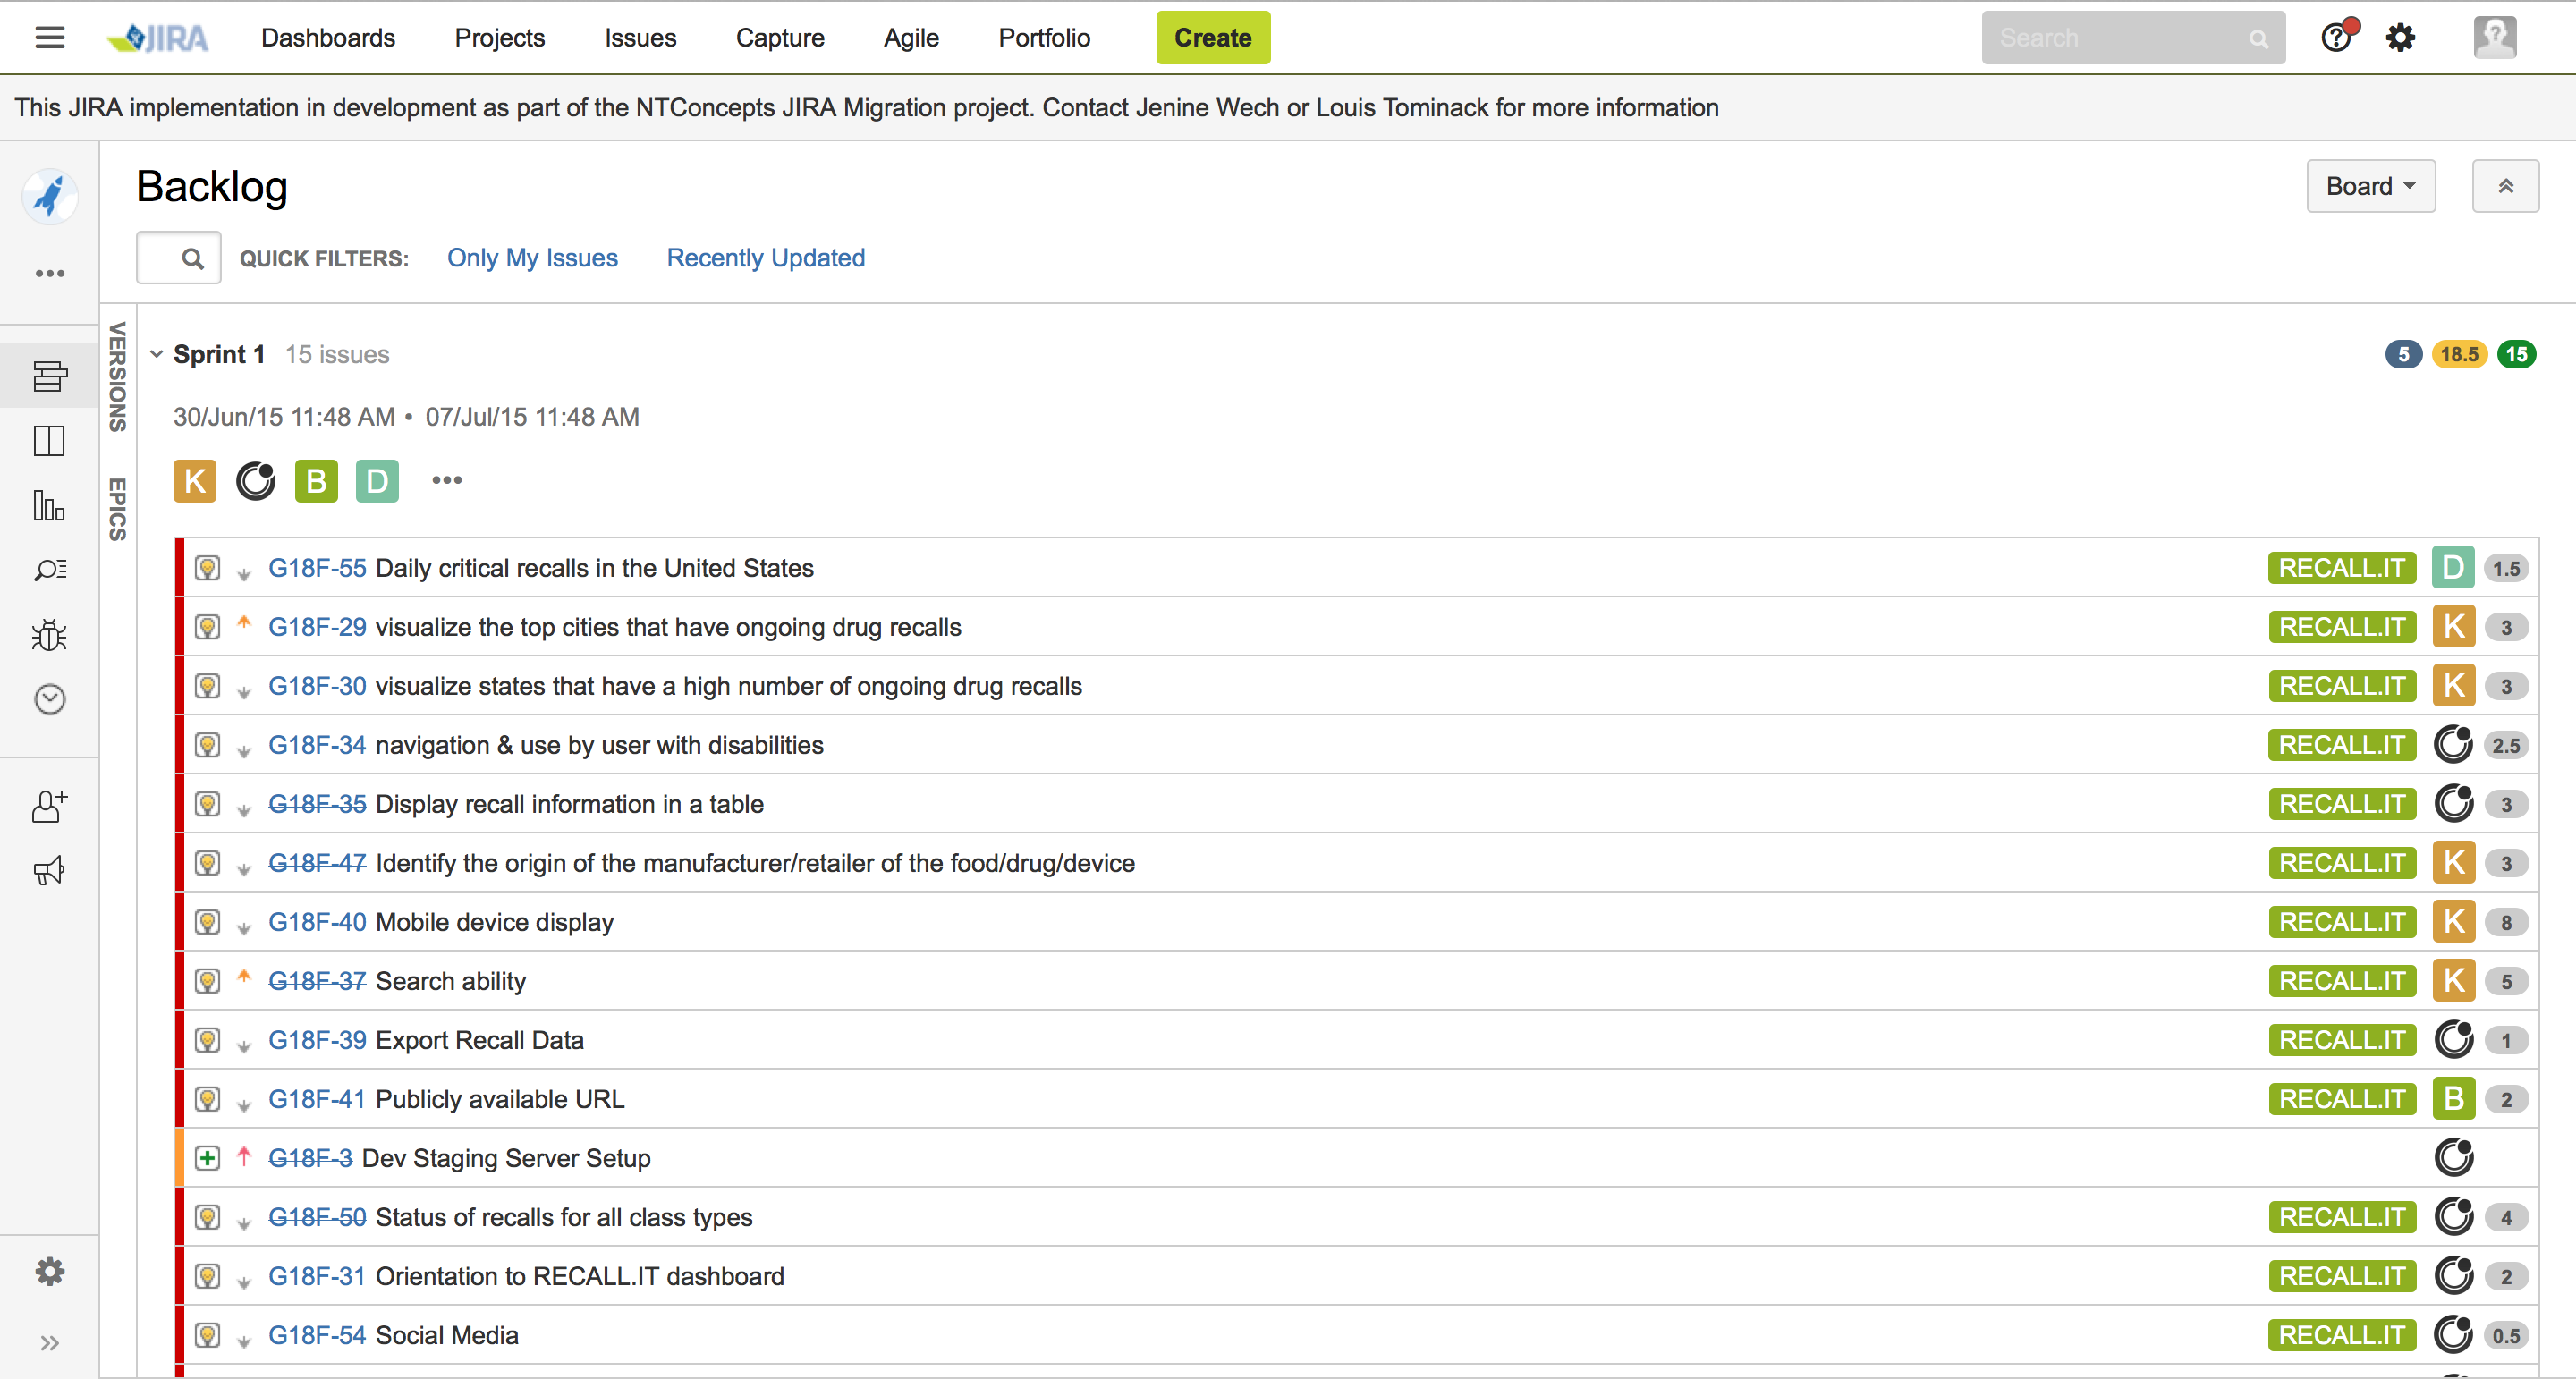 JIRA Dashboards Projects Issues Capture Agile Portfolio Create Search
This JIRA implementation in development as part of the NTConcepts JIRA Migration project. Contact Jenine Wech or Louis Tominack for more information
Backlog Board
QUICK FILTERS: Only My Issues Recently Updated
VERSIONS
EPICS
Sprint 1 15 issues 5 18.5 15
30/Jun/15 11:48 AM • 07/Jul/15 11:48 AM
K B D •••
G18F-55 Daily critical recalls in the United States RECALL.IT D 1.5
G18F-29 visualize the top cities that have ongoing drug recalls RECALL.IT K 3
G18F-30 visualize states that have a high number of ongoing drug recalls RECALL.IT K 3
G18F-34 navigation & use by user with disabilities RECALL.IT 2.5
G18F-35 Display recall information in a table RECALL.IT 3
G18F-47 Identify the origin of the manufacturer/retailer of the food/drug/device RECALL.IT K 3
G18F-40 Mobile device display RECALL.IT K 8
G18F-37 Search ability RECALL.IT K 5
G18F-39 Export Recall Data RECALL.IT 1
G18F-41 Publicly available URL RECALL.IT B 2
G18F-3 Dev Staging Server Setup
G18F-50 Status of recalls for all class types RECALL.IT 4
G18F-31 Orientation to RECALL.IT dashboard RECALL.IT 2
G18F-54 Social Media RECALL.IT 0.5